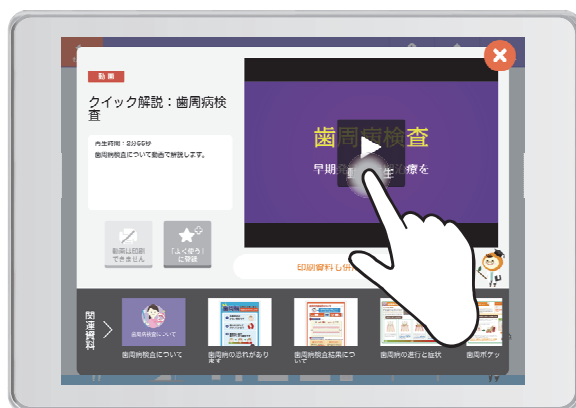 動画
クイック解説：歯周病検
査
再生時間：2分55秒
歯周病検査について動画で解説します。
動画は印刷
できません
「よく使う」
に登録
歯周病検査
早期
療を
印刷資料も
関連資料
歯周病検査について
歯周病検査について
歯周病の恐れがあり
ます
歯周病検査結果につ
いて
歯周病の進行と症状
歯周ポケッ